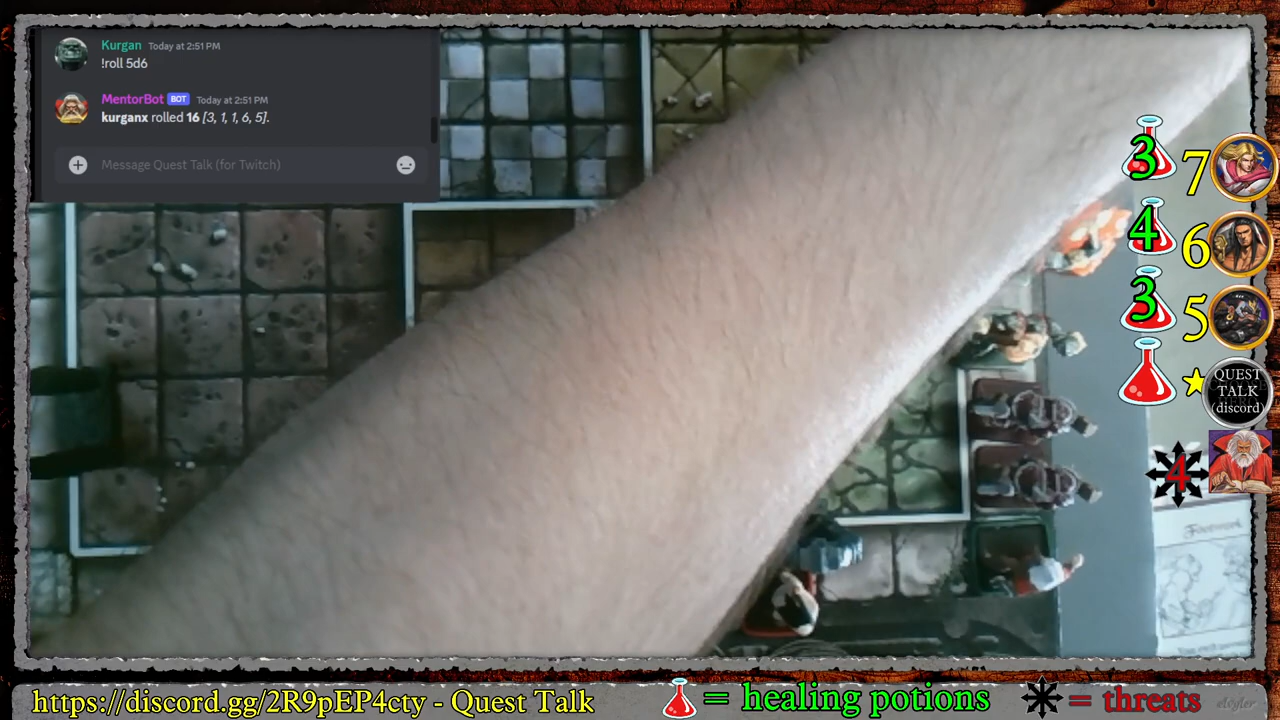 Kurgan Today at 2:51 PM
!roll 5d6
MentorBot BOT Today at 2:51 PM
kurganx rolled 16 [3, 1, 1, 6, 5].
Message Quest Talk (for Twitch)
3 7
4 6
3 5
QUEST
TALK
(discord)
4
Footwork
https://discord.gg/2R9pEP4cty - Quest Talk = healing potions = threats